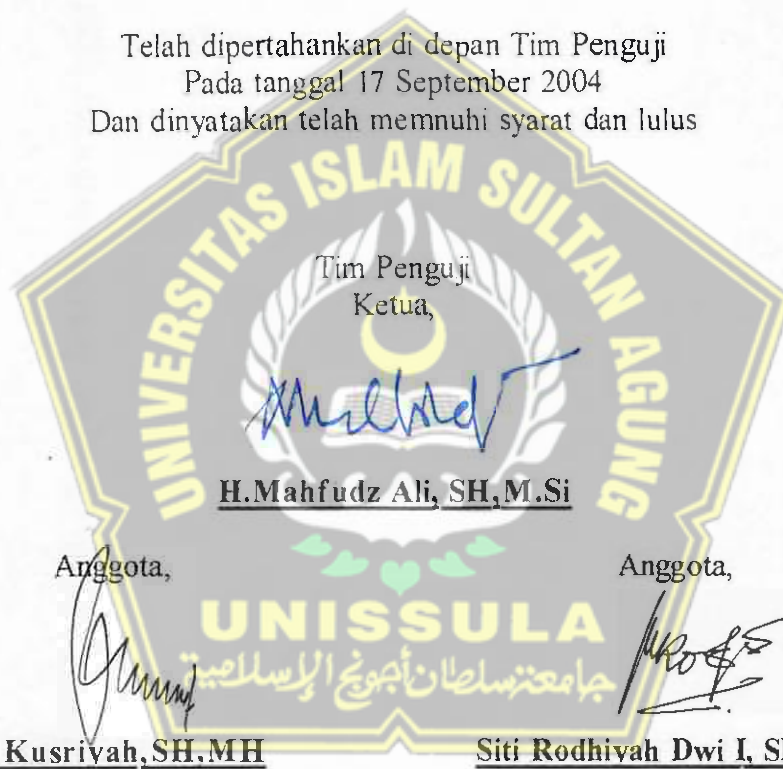 Telah dipertahankan di depan Tim Penguji
Pada tanggal 17 September 2004
Dan dinyatakan telah memnuhi syarat dan lulus
UNIVERSITAS ISLAM SULTAN AGUNG
Tim Penguji
Ketua,
H.Mahfudz Ali, SH,M.Si
Anggota,
Anggota,
UNISSULA
جامعة سلطان أجونج الإسلامية
Kusriyah,SH,MH
Siti Rodhiyah Dwi I,